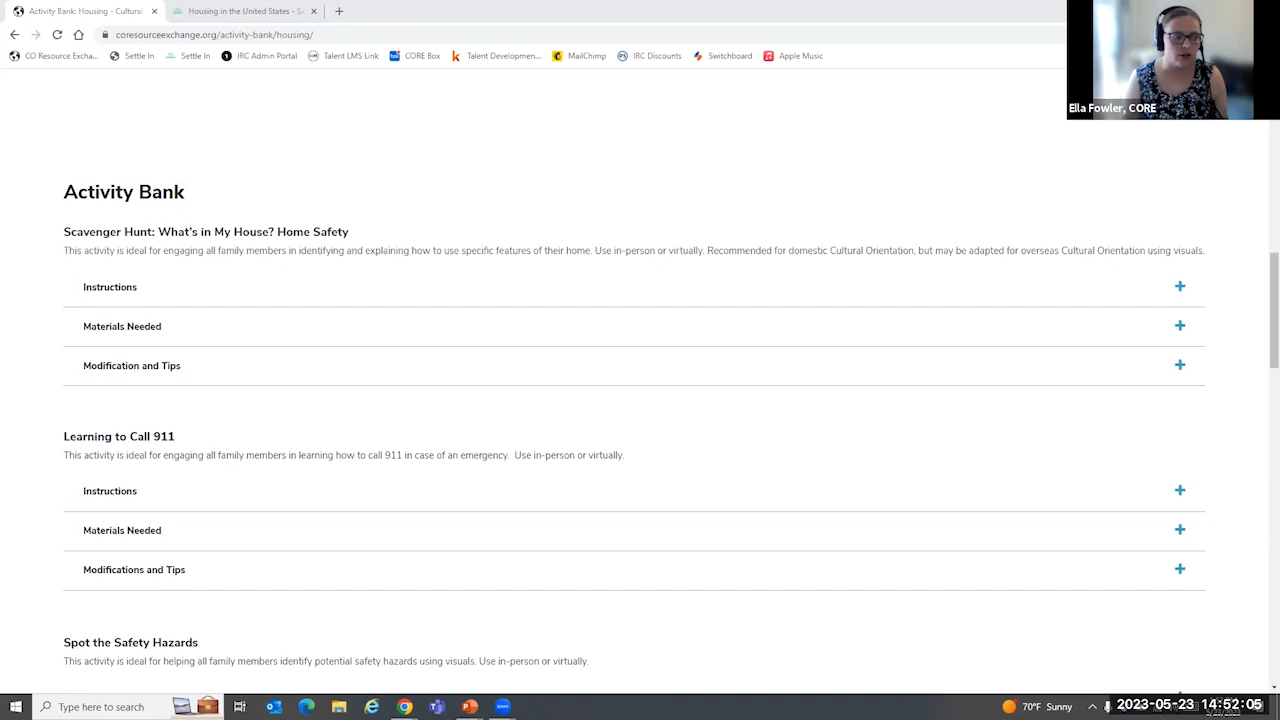 Activity Bank: Housing - Cultural
Housing in the United States - Se
coresourceexchange.org/activity-bank/housing/
CO Resource Excha...
Settle In
Settle In
IRC Admin Portal
Talent LMS Link
CORE Box
Talent Developmen...
MailChimp
IRC Discounts
Switchboard
Apple Music
Ella Fowler, CORE
Activity Bank
Scavenger Hunt: What's in My House? Home Safety
This activity is ideal for engaging all family members in identifying and explaining how to use specific features of their home. Use in-person or virtually. Recommended for domestic Cultural Orientation, but may be adapted for overseas Cultural Orientation using visuals.
Instructions
Materials Needed
Modification and Tips
Learning to Call 911
This activity is ideal for engaging all family members in learning how to call 911 in case of an emergency. Use in-person or virtually.
Instructions
Materials Needed
Modifications and Tips
Spot the Safety Hazards
This activity is ideal for helping all family members identify potential safety hazards using visuals. Use in-person or virtually.
Type here to search
70°F Sunny
2023-05-23 14:52:05